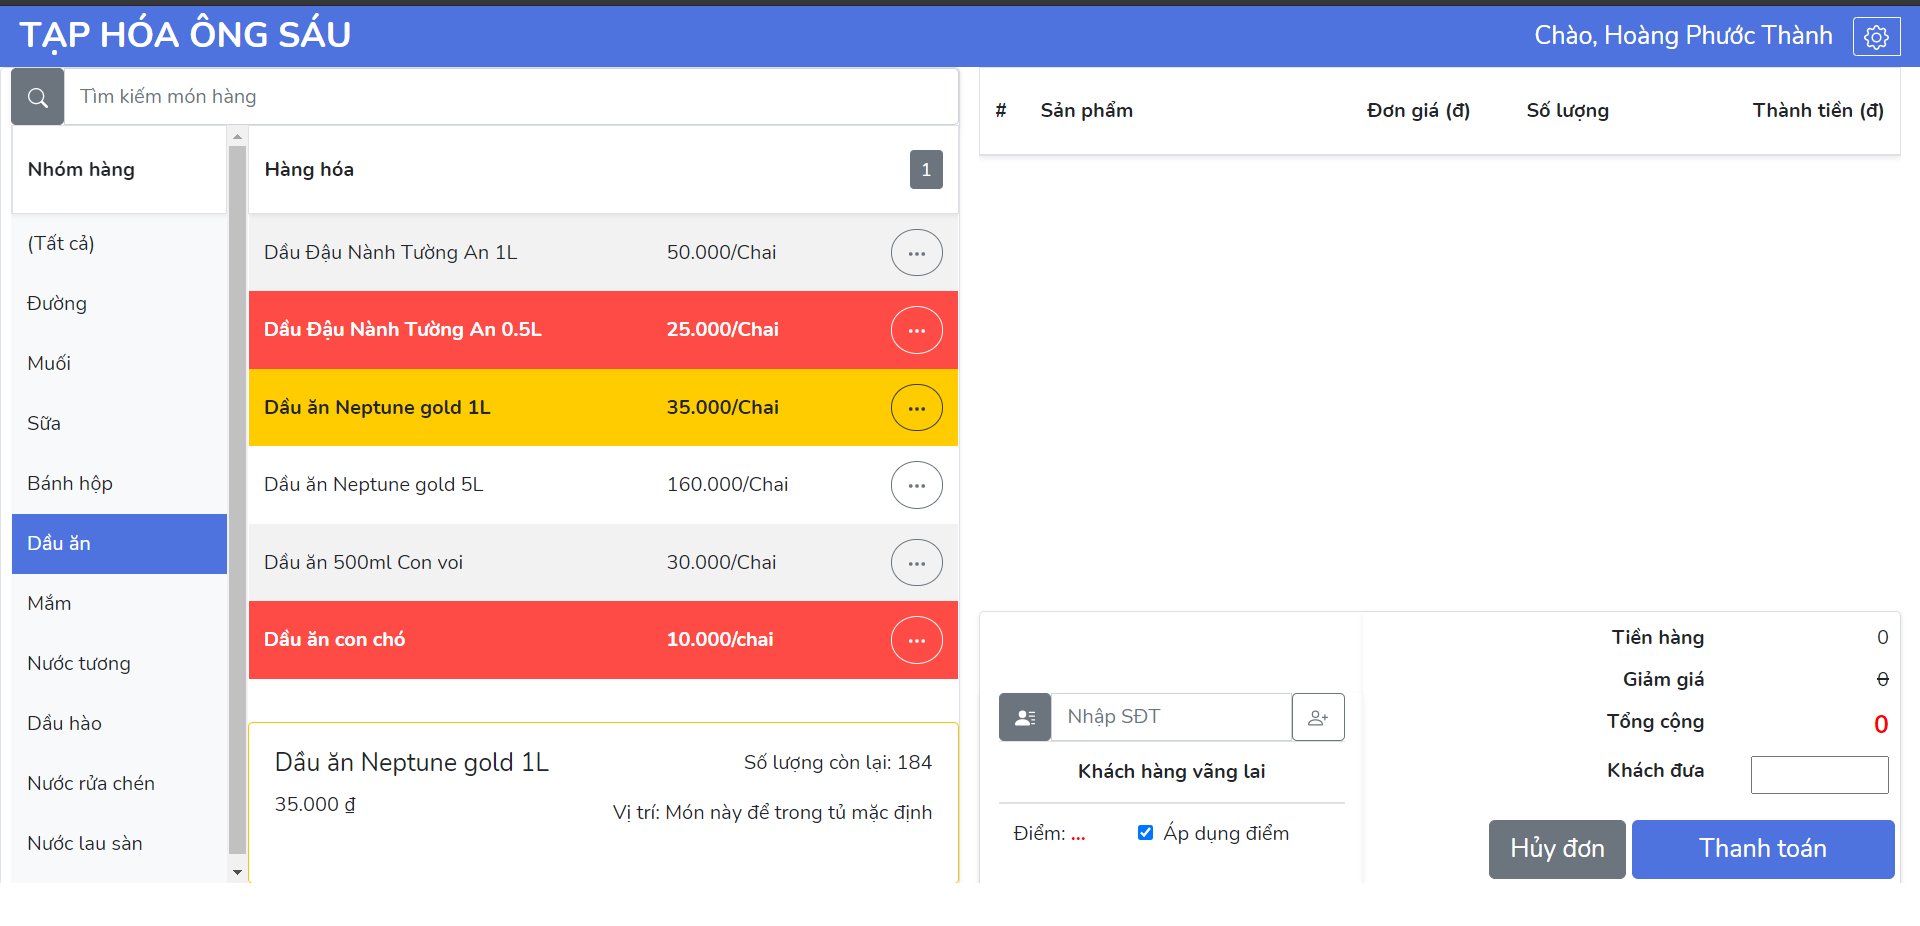 TẠP HÓA ÔNG SÁU
Chào, Hoàng Phước Thành
Tìm kiếm món hàng
Nhóm hàng
(Tất cả)
Đường
Muối
Sữa
Bánh hộp
Dầu ăn
Mắm
Nước tương
Dầu hào
Nước rửa chén
Nước lau sàn
Hàng hóa 1
Dầu Đậu Nành Tường An 1L 50.000/Chai
Dầu Đậu Nành Tường An 0.5L 25.000/Chai
Dầu ăn Neptune gold 1L 35.000/Chai
Dầu ăn Neptune gold 5L 160.000/Chai
Dầu ăn 500ml Con voi 30.000/Chai
Dầu ăn con chó 10.000/chai
Dầu ăn Neptune gold 1L Số lượng còn lại: 184
35.000 ₫ Vị trí: Món này để trong tủ mặc định
# Sản phẩm Đơn giá (đ) Số lượng Thành tiền (đ)
Nhập SĐT
Khách hàng vãng lai
Điểm: ... Áp dụng điểm
Tiền hàng 0
Giảm giá 0
Tổng cộng 0
Khách đưa
Hủy đơn Thanh toán